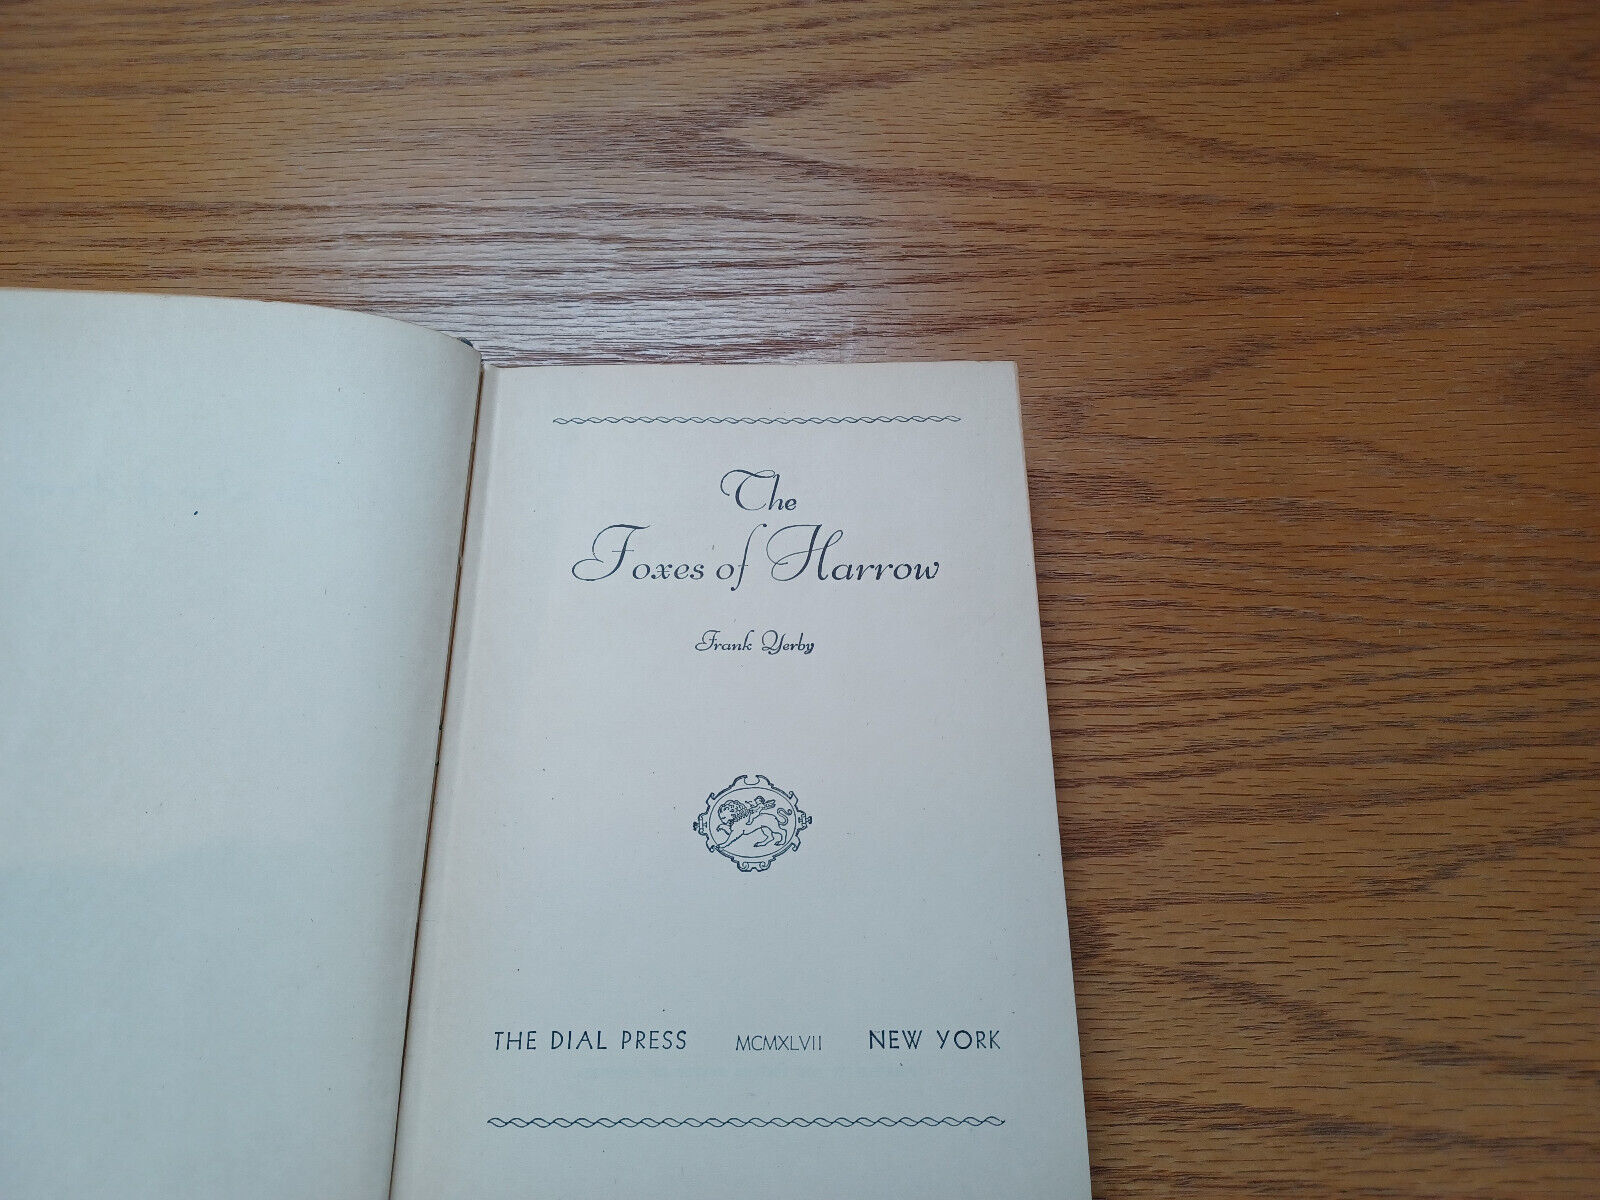 The
Foxes of Harrow
Frank Yerby
THE DIAL PRESS MCMXLVII NEW YORK